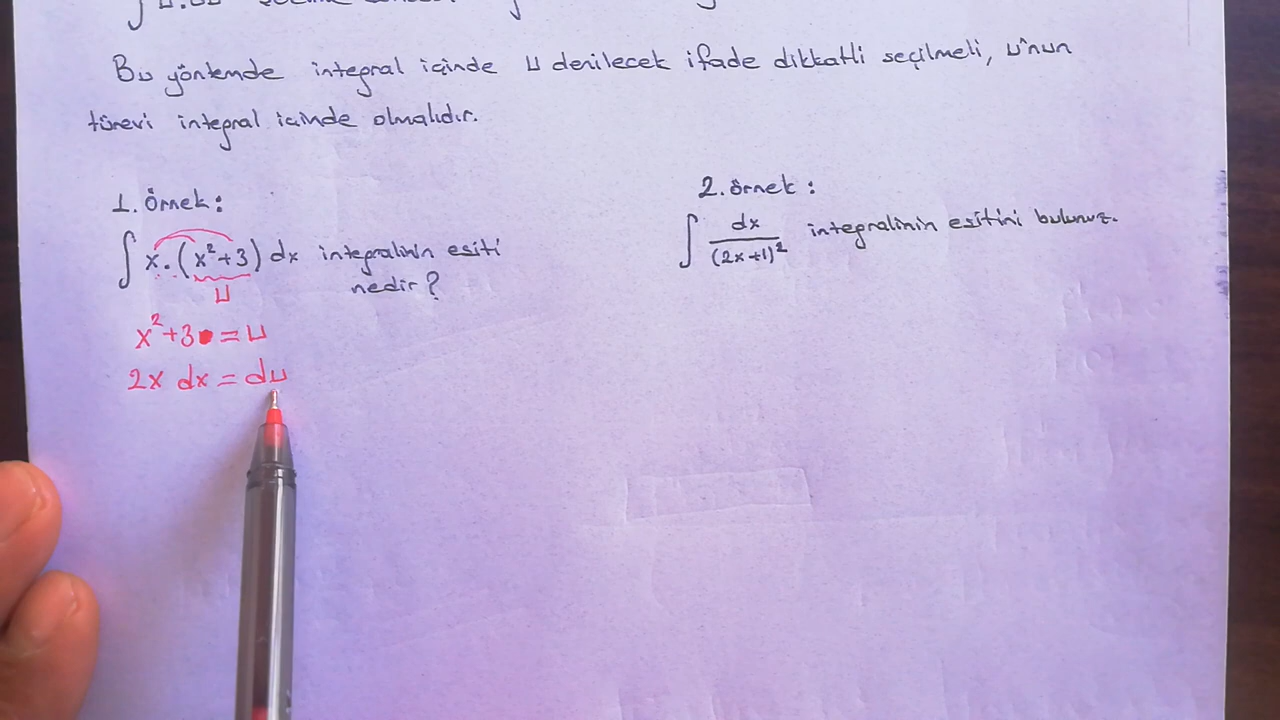 Bu yöntemde integral içinde u denilecek ifade dikkatli seçilmeli, u'nun
türevi integral içinde olmalıdır.
1. Örnek:
∫ x.(x²+3) dx integralinin eşiti
nedir?
u
x²+3 = u
2x dx = du
2. örnek:
∫ dx/(2x+1)² integralinin eşitini bulunuz.